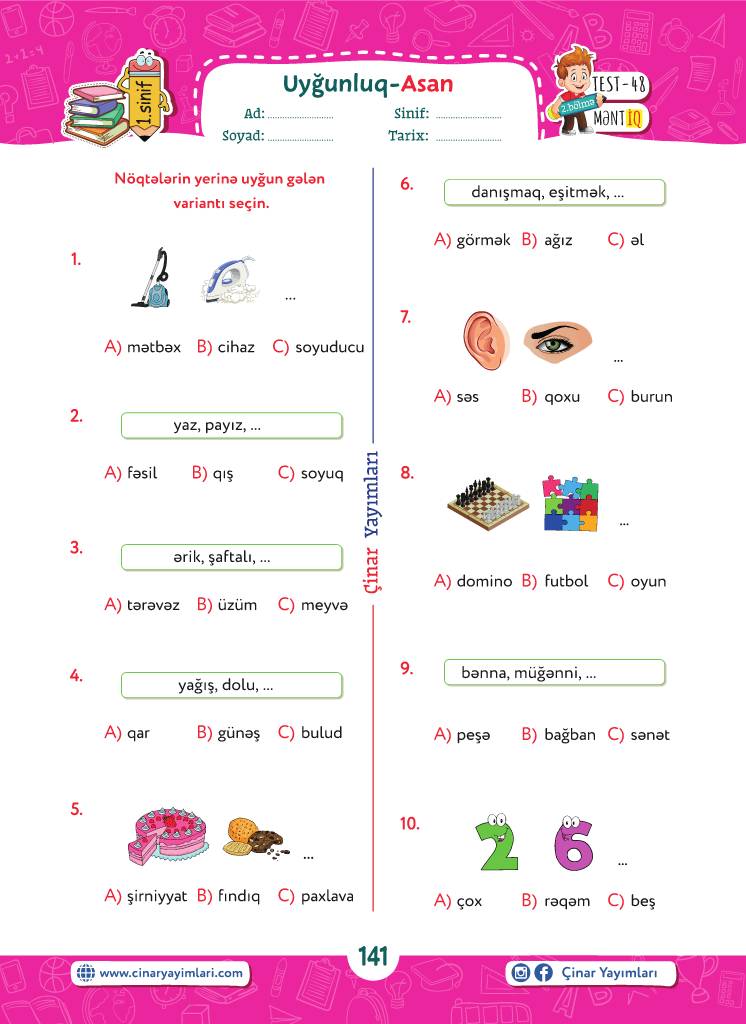 Uyğunluq-Asan
Ad: ........................
Sinif: ........................
Soyad: ........................
Tarix: ........................
1.sinif
TEST-48
2.bölmə
MƏNTİQ
2+2=4
Nöqtələrin yerinə uyğun gələn
variantı seçin.
1.
...
A) mətbəx B) cihaz C) soyuducu
2.
yaz, payız, ...
A) fəsil B) qış C) soyuq
3.
ərik, şaftalı, ...
A) tərəvəz B) üzüm C) meyvə
4.
yağış, dolu, ...
A) qar B) günəş C) bulud
5.
...
A) şirniyyat B) fındıq C) paxlava
Çinar Yayımları
6.
danışmaq, eşitmək, ...
A) görmək B) ağız C) əl
7.
...
A) səs B) qoxu C) burun
8.
...
A) domino B) futbol C) oyun
9.
bənna, müğənni, ...
A) peşə B) bağban C) sənət
10.
2 6 ...
A) çox B) rəqəm C) beş
www.cinaryayimlari.com
141
Çinar Yayımları